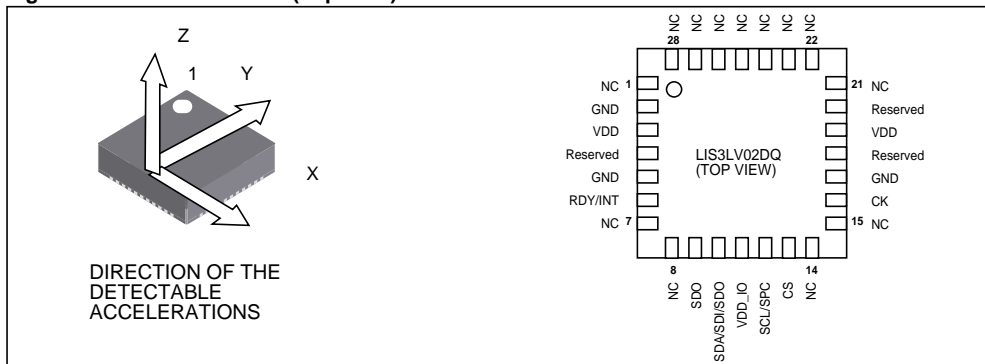 Z
1
Y
X
DIRECTION OF THE
DETECTABLE
ACCELERATIONS
NC NC NC NC NC NC NC
28 22
NC 1
GND
VDD
Reserved
GND
RDY/INT
NC 7
LIS3LV02DQ
(TOP VIEW)
21 NC
Reserved
VDD
Reserved
GND
CK
15 NC
8 14
NC
SDO
SDA/SDI/SDO
VDD_IO
SCL/SPC
CS
NC